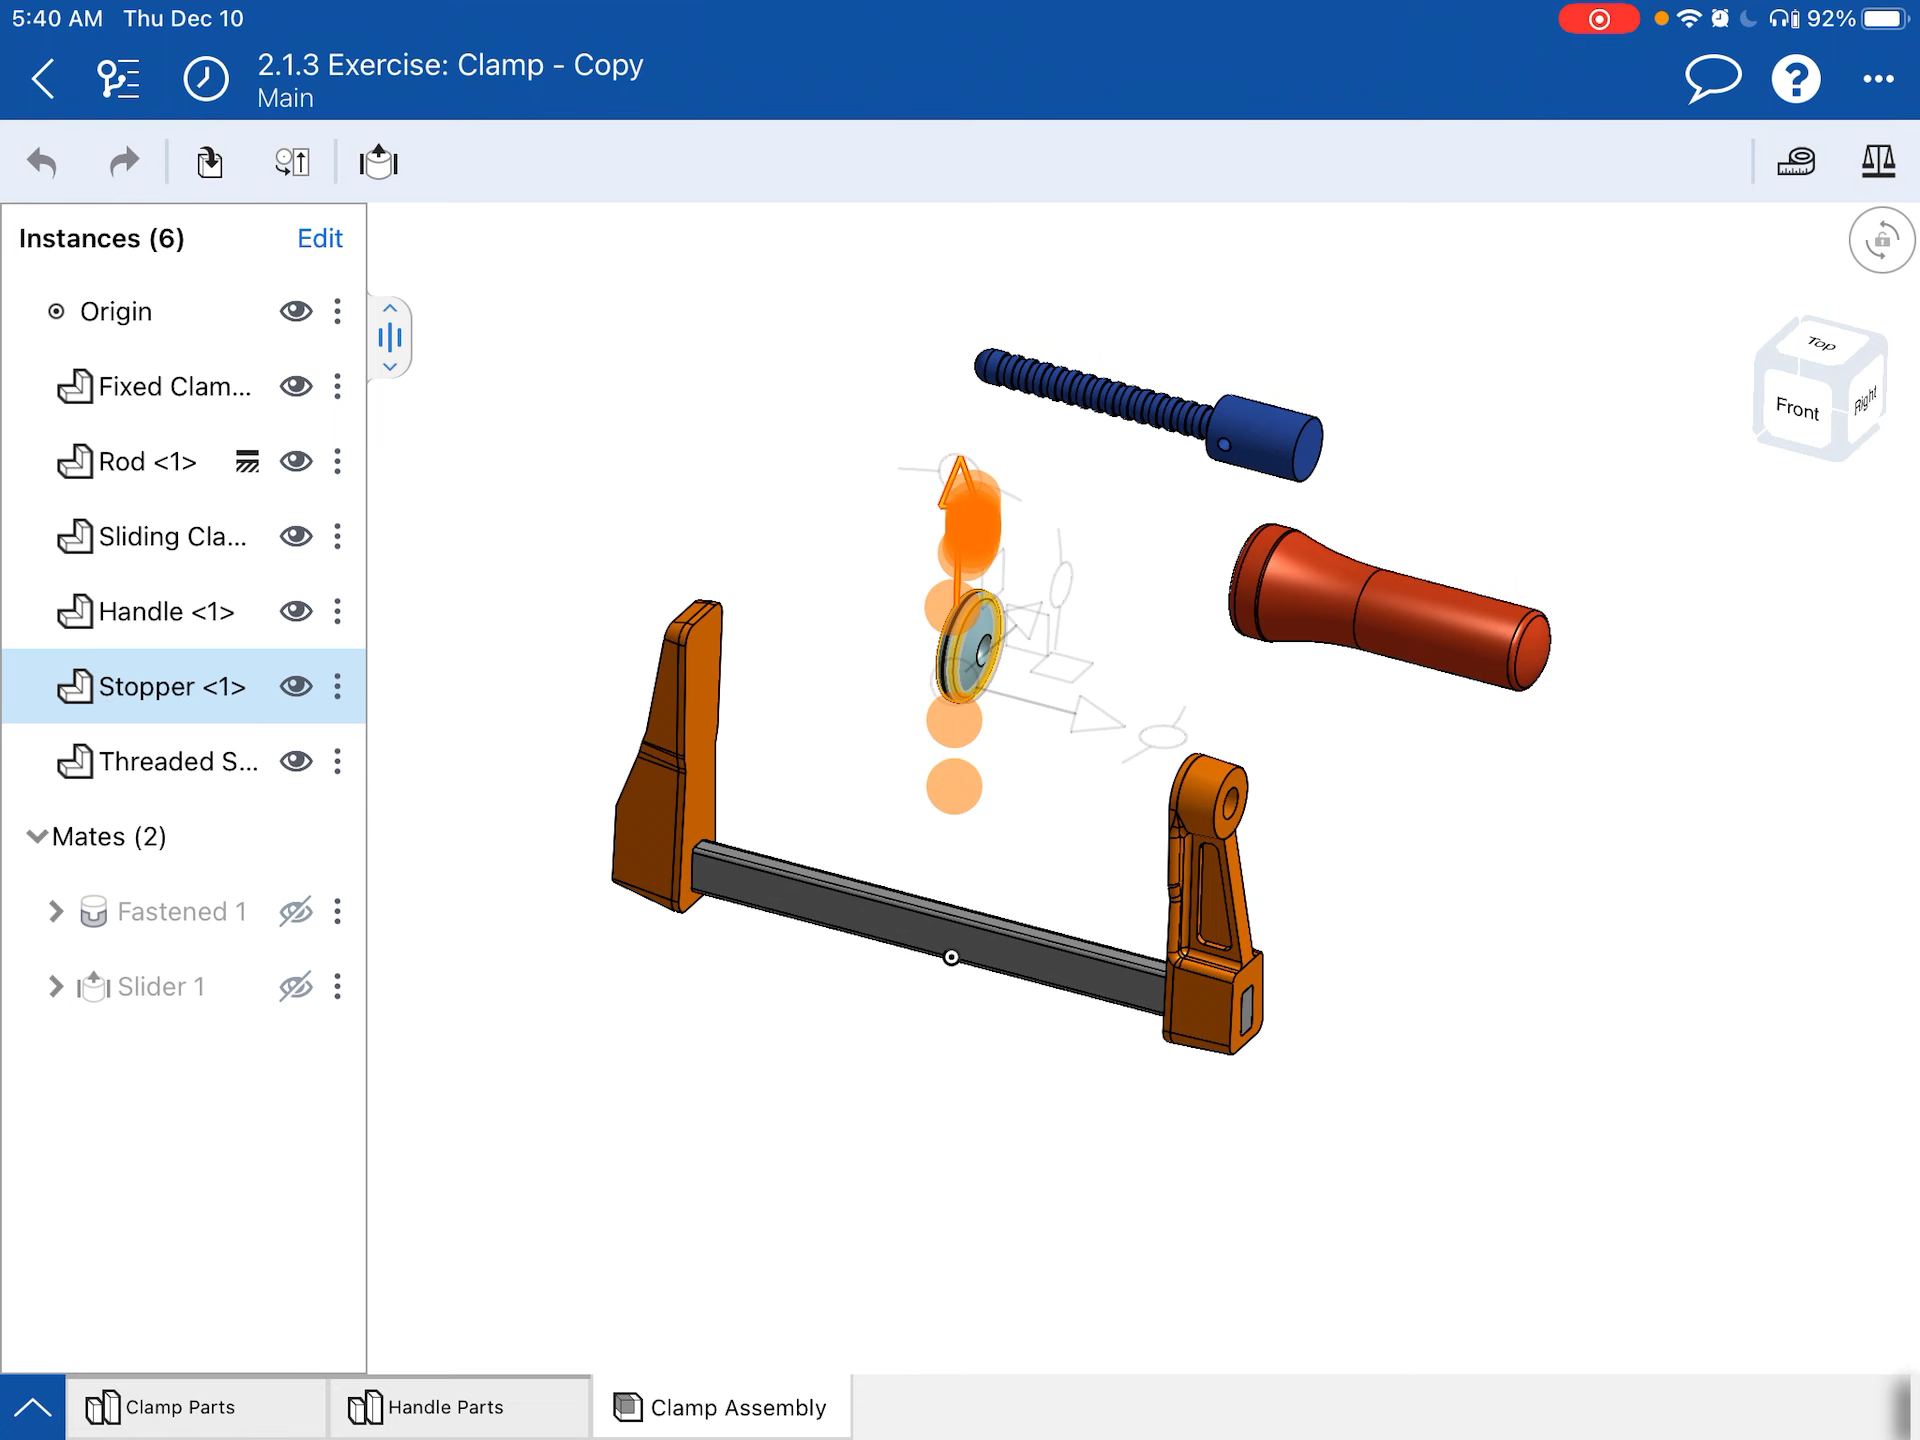 5:40 AM Thu Dec 10
92%
2.1.3 Exercise: Clamp - Copy
Main
Instances (6)
Edit
Origin
Fixed Clam...
Rod <1>
Sliding Cla...
Handle <1>
Stopper <1>
Threaded S...
Mates (2)
Fastened 1
Slider 1
Top
Front
Right
Clamp Parts
Handle Parts
Clamp Assembly